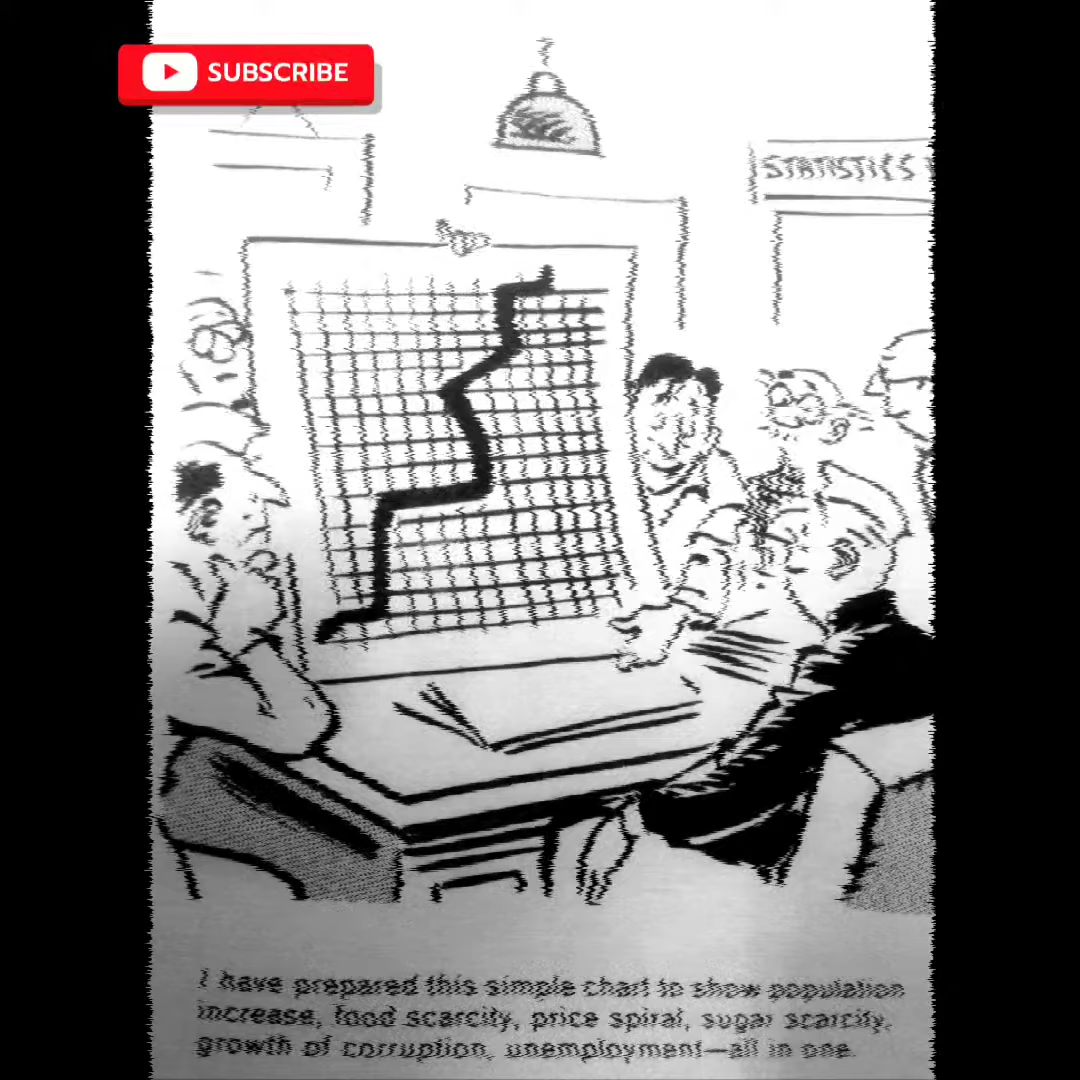 SUBSCRIBE
STATISTICS
I have prepared this simple chart to show population
increase, food scarcity, price spiral, sugar scarcity,
growth of corruption, unemployment—all in one.